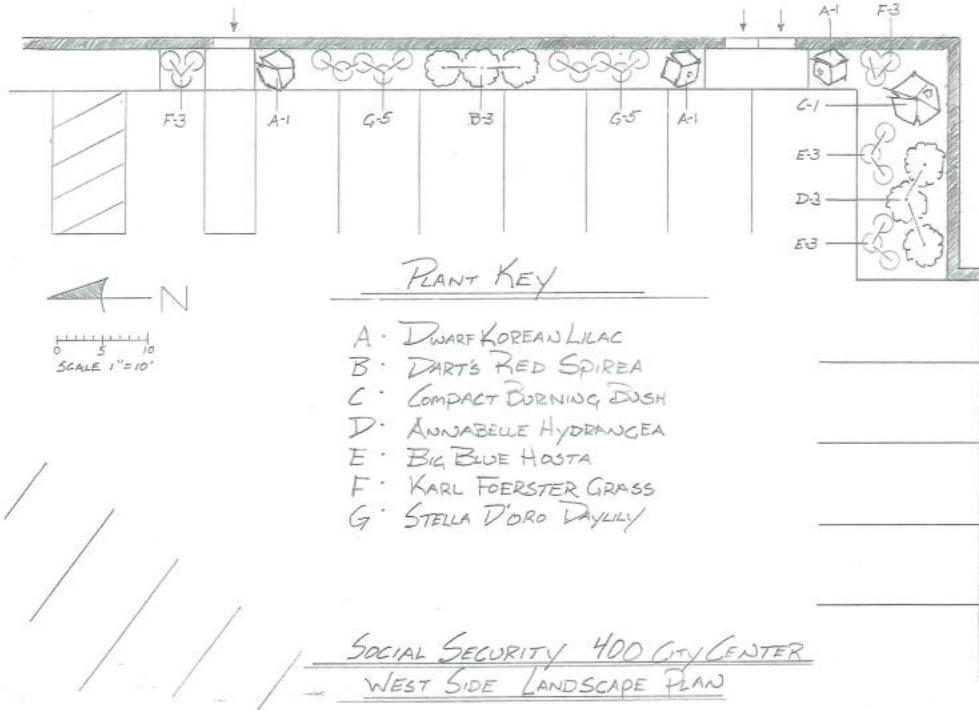 A-1 F-3
F-3 A-1 G-5 B-3 G-5 A-1 C-1
E-3
D-3
E-3
N
0 5 10
SCALE 1"=10'
PLANT KEY
A · DWARF KOREAN LILAC
B · DART'S RED SPIREA
C · COMPACT BURNING BUSH
D · ANNABELLE HYDRANGEA
E · BIG BLUE HOSTA
F · KARL FOERSTER GRASS
G · STELLA D'ORO DAYLILY
SOCIAL SECURITY 400 CITY CENTER
WEST SIDE LANDSCAPE PLAN